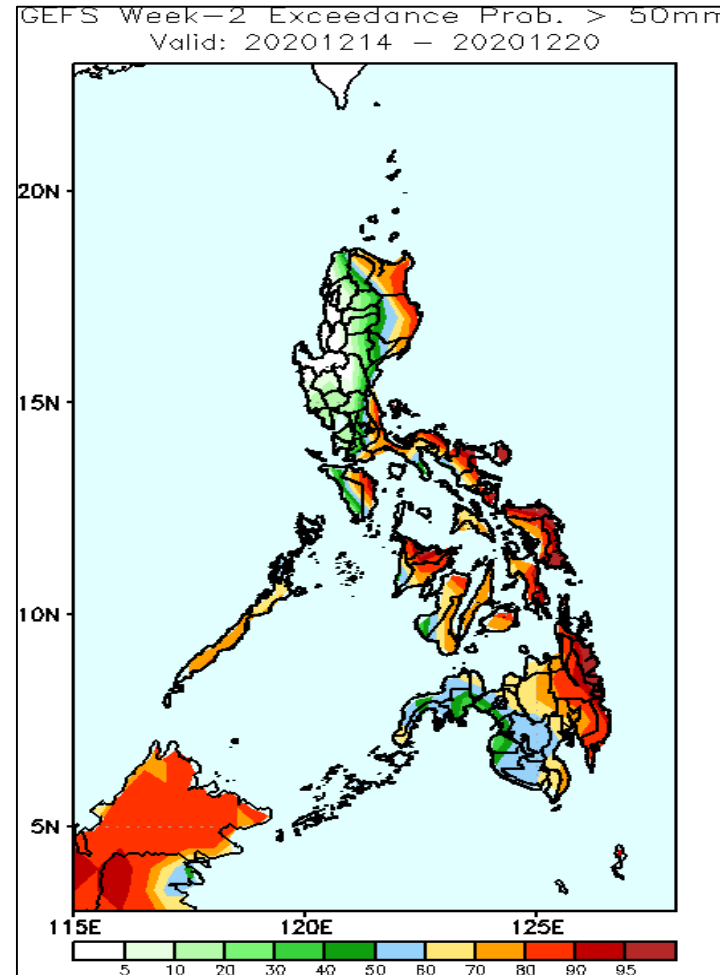 GEFS Week-2 Exceedance Prob. > 50mm
Valid: 20201214 - 20201220
20N
15N
10N
5N
115E 120E 125E
5 10 20 30 40 50 60 70 80 90 95